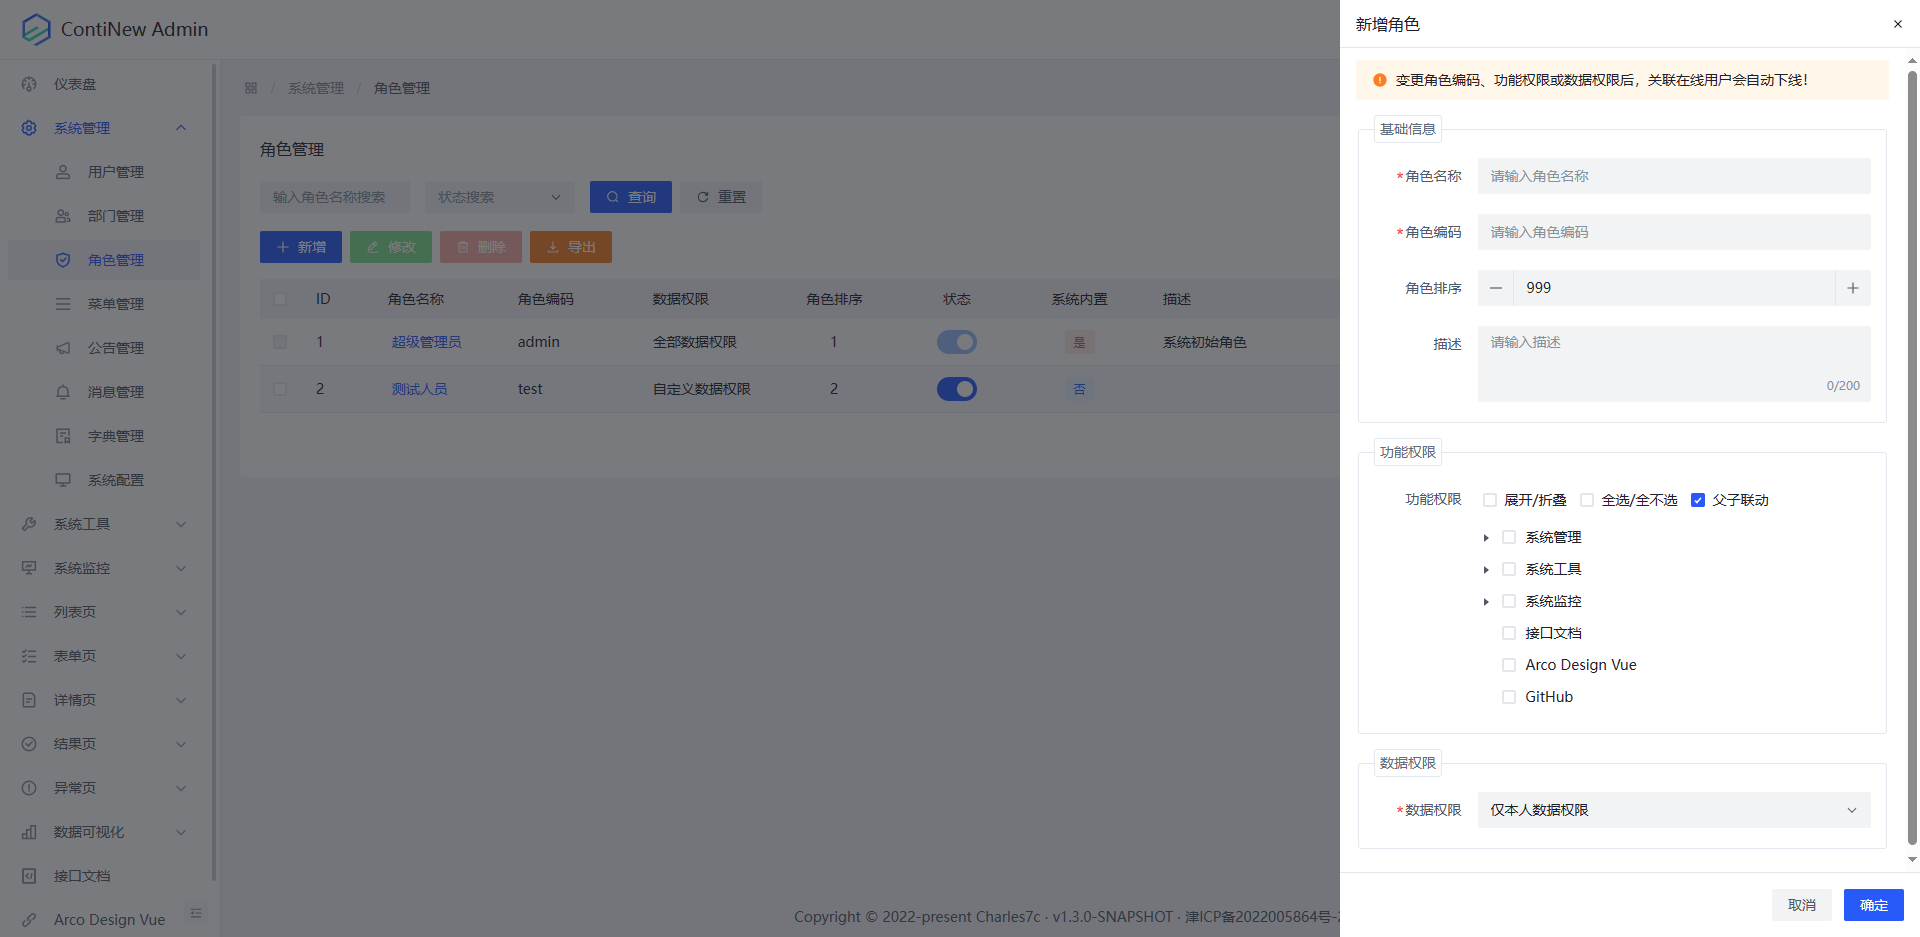 ContiNew Admin
仪表盘
系统管理
用户管理
部门管理
角色管理
菜单管理
公告管理
消息管理
字典管理
系统配置
系统工具
系统监控
列表页
表单页
详情页
结果页
异常页
数据可视化
接口文档
Arco Design Vue
/ 系统管理 / 角色管理
角色管理
输入角色名称搜索 状态搜索 查询 重置
新增 修改 删除 导出
ID 角色名称 角色编码 数据权限 角色排序 状态 系统内置 描述
1 超级管理员 admin 全部数据权限 1 是 系统初始角色
2 测试人员 test 自定义数据权限 2 否
Copyright © 2022-present Charles7c · v1.3.0-SNAPSHOT · 津ICP备2022005864号-
新增角色
变更角色编码、功能权限或数据权限后，关联在线用户会自动下线！
基础信息
*角色名称 请输入角色名称
*角色编码 请输入角色编码
角色排序 999
描述 请输入描述
0/200
功能权限
功能权限 展开/折叠 全选/全不选 父子联动
系统管理
系统工具
系统监控
接口文档
Arco Design Vue
GitHub
数据权限
*数据权限 仅本人数据权限
取消 确定